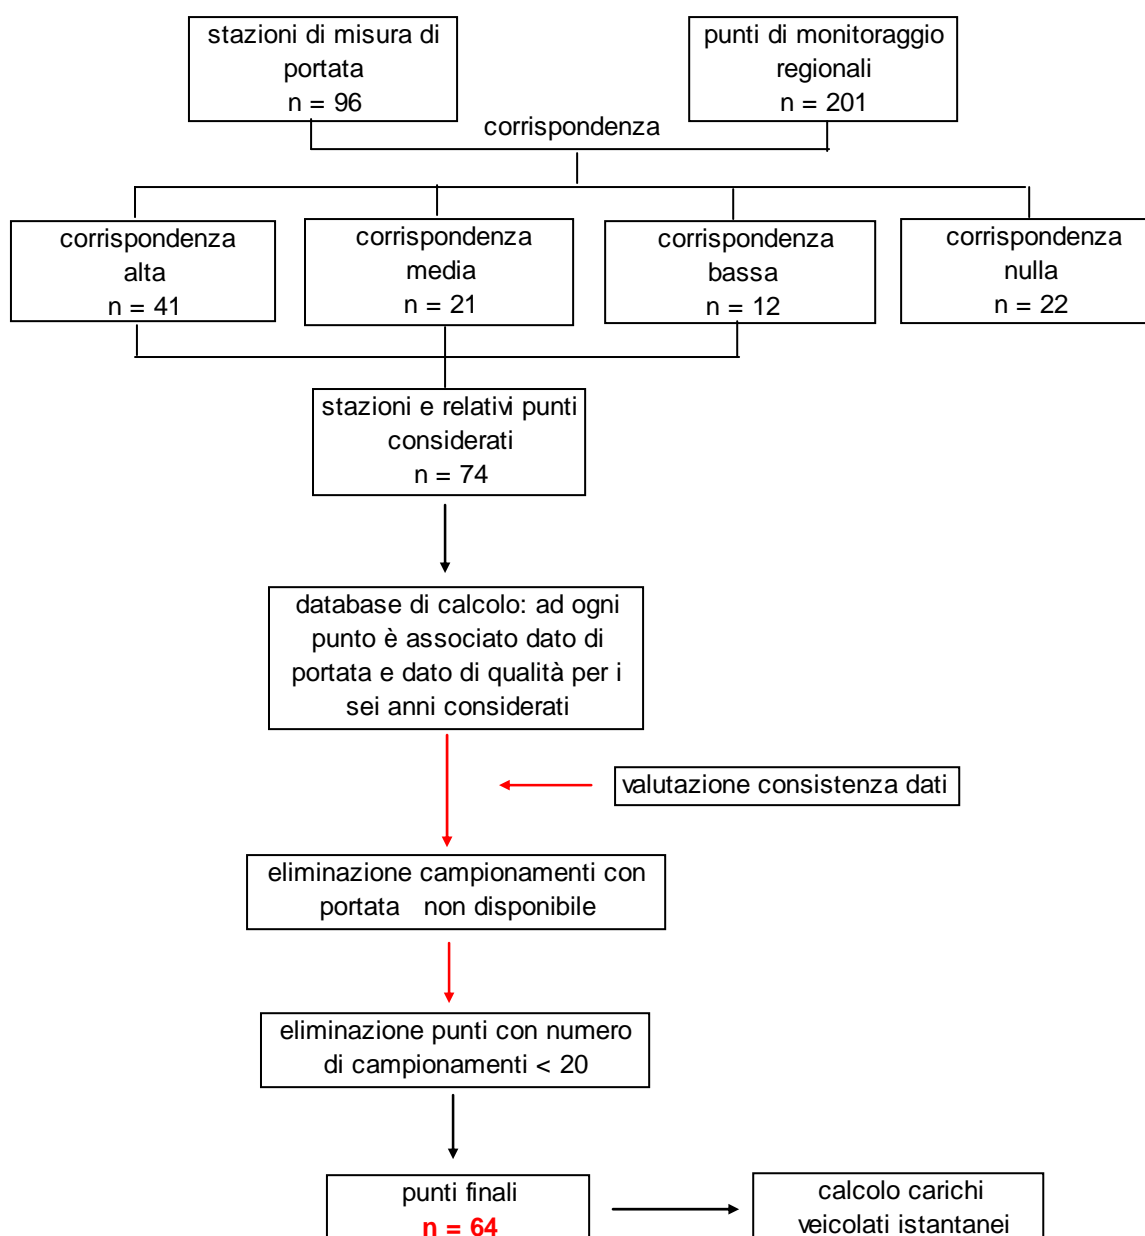 stazioni di misura di
portata
n = 96
punti di monitoraggio
regionali
n = 201
corrispondenza
corrispondenza
alta
n = 41
corrispondenza
media
n = 21
corrispondenza
bassa
n = 12
corrispondenza
nulla
n = 22
stazioni e relativi punti
considerati
n = 74
database di calcolo: ad ogni
punto è associato dato di
portata e dato di qualità per i
sei anni considerati
valutazione consistenza dati
eliminazione campionamenti con
portata non disponibile
eliminazione punti con numero
di campionamenti < 20
punti finali
n = 64
calcolo carichi
veicolati istantanei